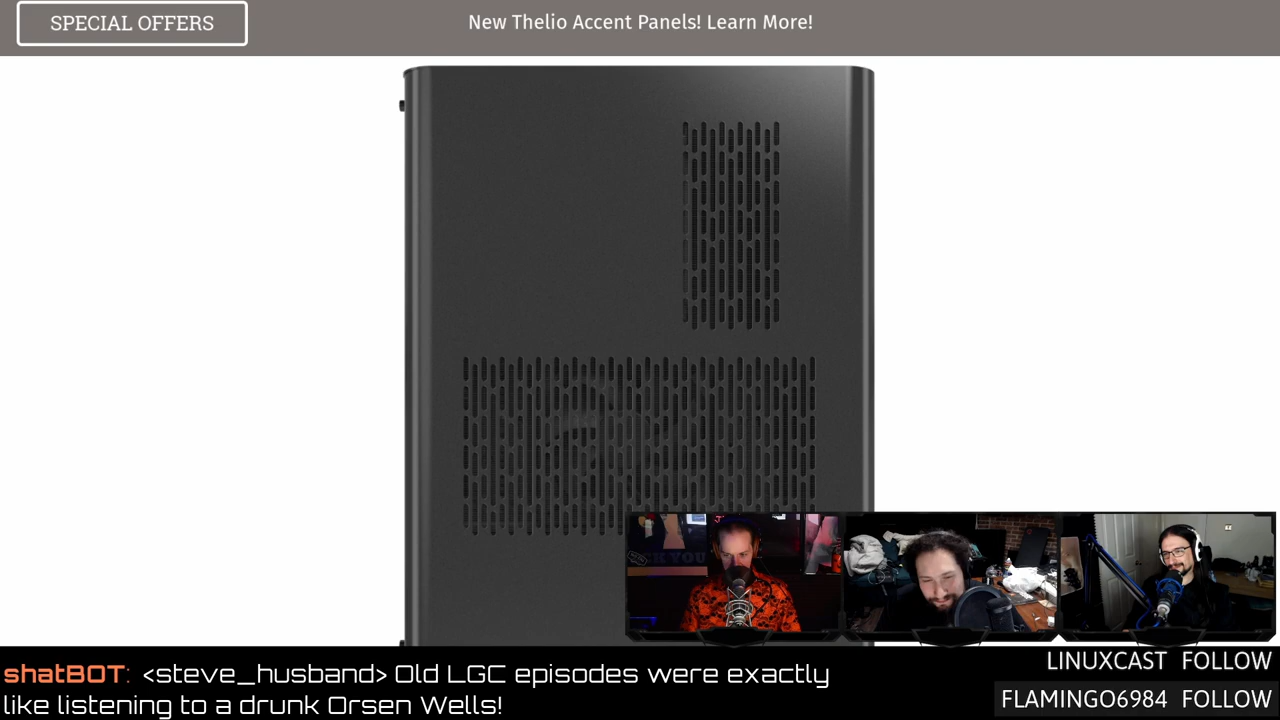 SPECIAL OFFERS
New Thelio Accent Panels! Learn More!
shatBOT: <steve_husband> Old LGC episodes were exactly
like listening to a drunk Orsen Wells!
LINUXCAST FOLLOW
FLAMINGO6984 FOLLOW